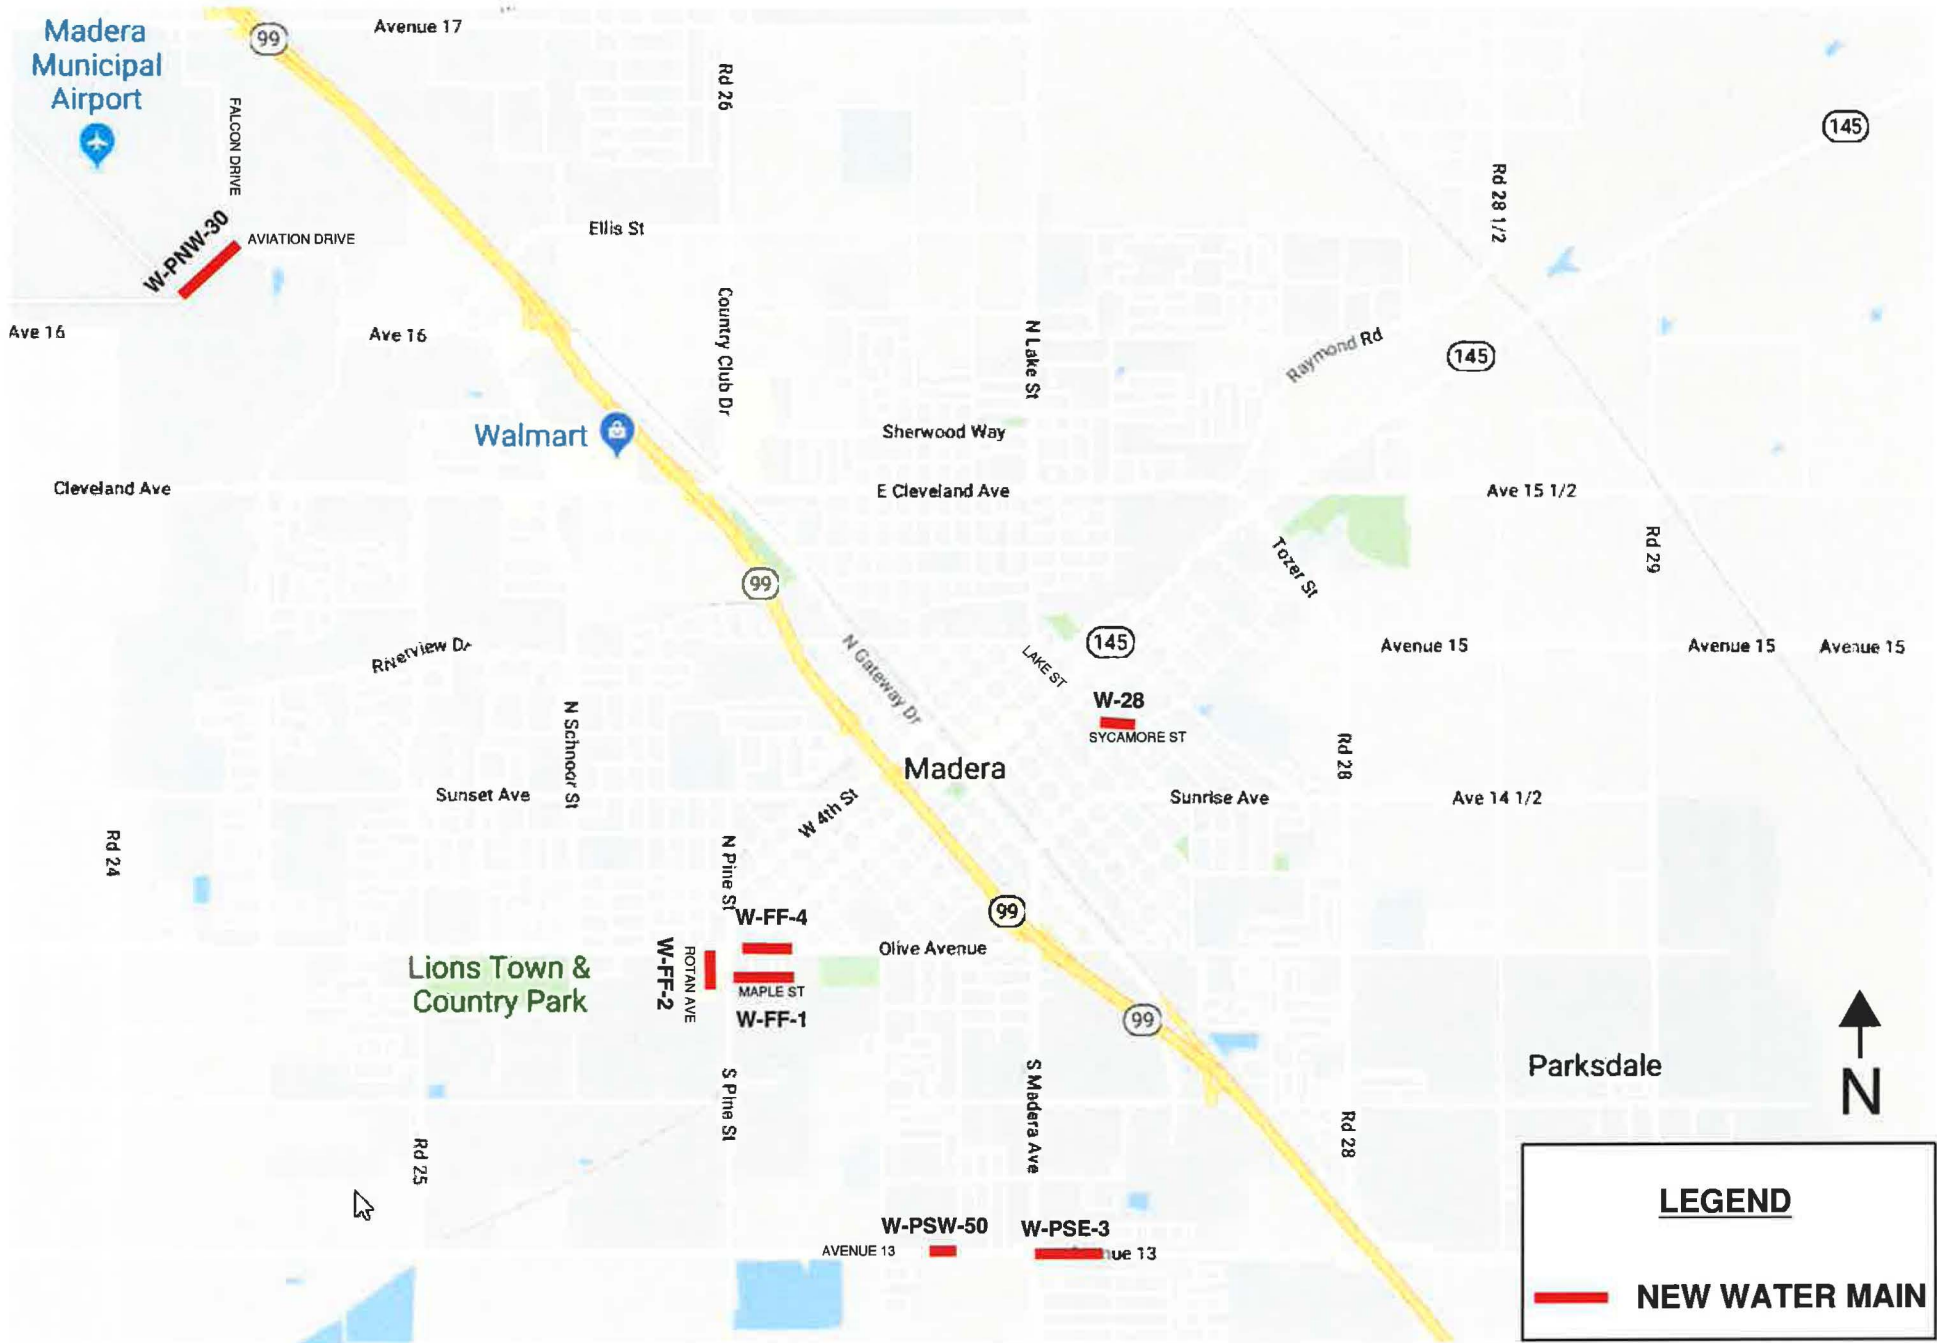 Avenue 17
Madera
Municipal
Airport
99
Rd 26
FALCON DRIVE
145
Rd 28 1/2
W-PNW-30
AVIATION DRIVE
Ellis St
Country Club Dr
N Lake St
Ave 16
Ave 16
Raymond Rd
145
Walmart
Sherwood Way
Cleveland Ave
E Cleveland Ave
Ave 15 1/2
Rd 29
Tozer St
99
Riverview Dr
N Gateway Dr
LAKE ST
145
Avenue 15
Avenue 15
Avenue 15
W-28
SYCAMORE ST
N Schnoor St
Rd 28
Madera
Sunset Ave
W 4th St
Sunrise Ave
Ave 14 1/2
Rd 24
N Pine St
W-FF-4
99
Olive Avenue
W-FF-2
ROTAN AVE
Lions Town &
Country Park
MAPLE ST
W-FF-1
99
Parksdale
N
S Pine St
S Madera Ave
Rd 28
Rd 25
W-PSW-50
W-PSE-3
AVENUE 13
nue 13
LEGEND
NEW WATER MAIN